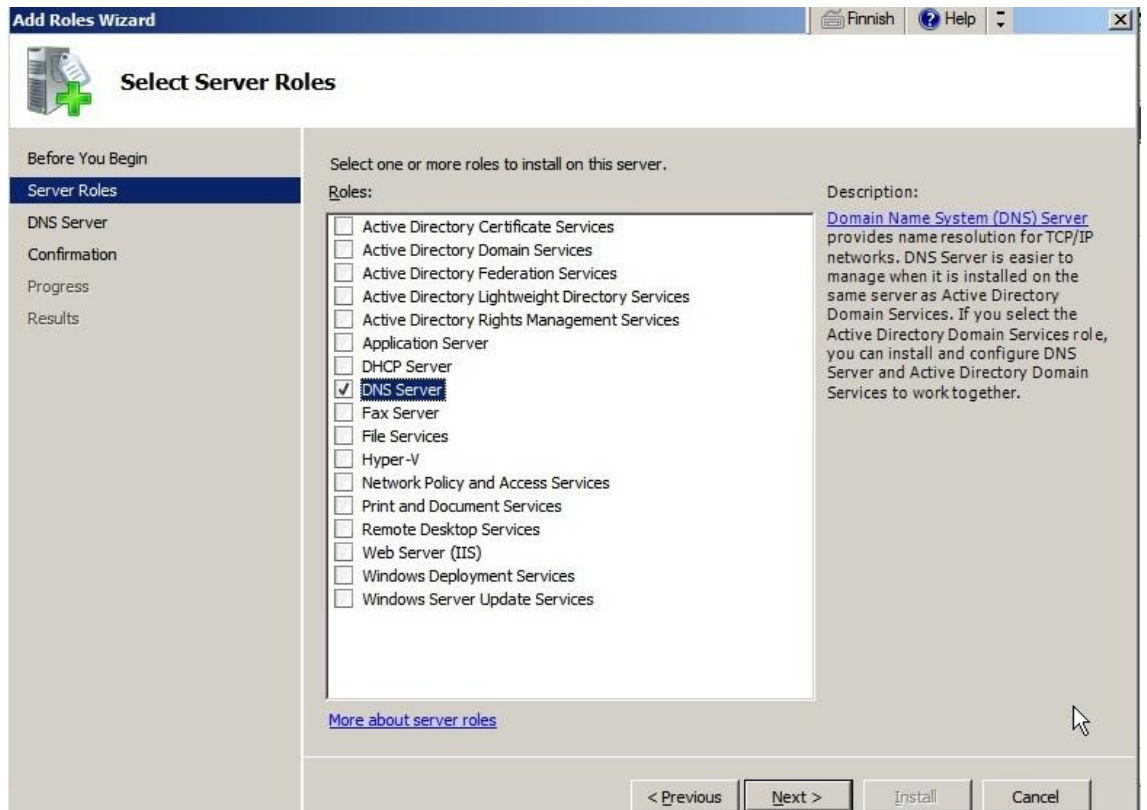 Add Roles Wizard
Finnish
Help
Select Server Roles
Before You Begin
Server Roles
DNS Server
Confirmation
Progress
Results
Select one or more roles to install on this server.
Roles:
Active Directory Certificate Services
Active Directory Domain Services
Active Directory Federation Services
Active Directory Lightweight Directory Services
Active Directory Rights Management Services
Application Server
DHCP Server
DNS Server
Fax Server
File Services
Hyper-V
Network Policy and Access Services
Print and Document Services
Remote Desktop Services
Web Server (IIS)
Windows Deployment Services
Windows Server Update Services
More about server roles
Description:
Domain Name System (DNS) Server
provides name resolution for TCP/IP
networks. DNS Server is easier to
manage when it is installed on the
same server as Active Directory
Domain Services. If you select the
Active Directory Domain Services role,
you can install and configure DNS
Server and Active Directory Domain
Services to work together.
< Previous
Next >
Install
Cancel